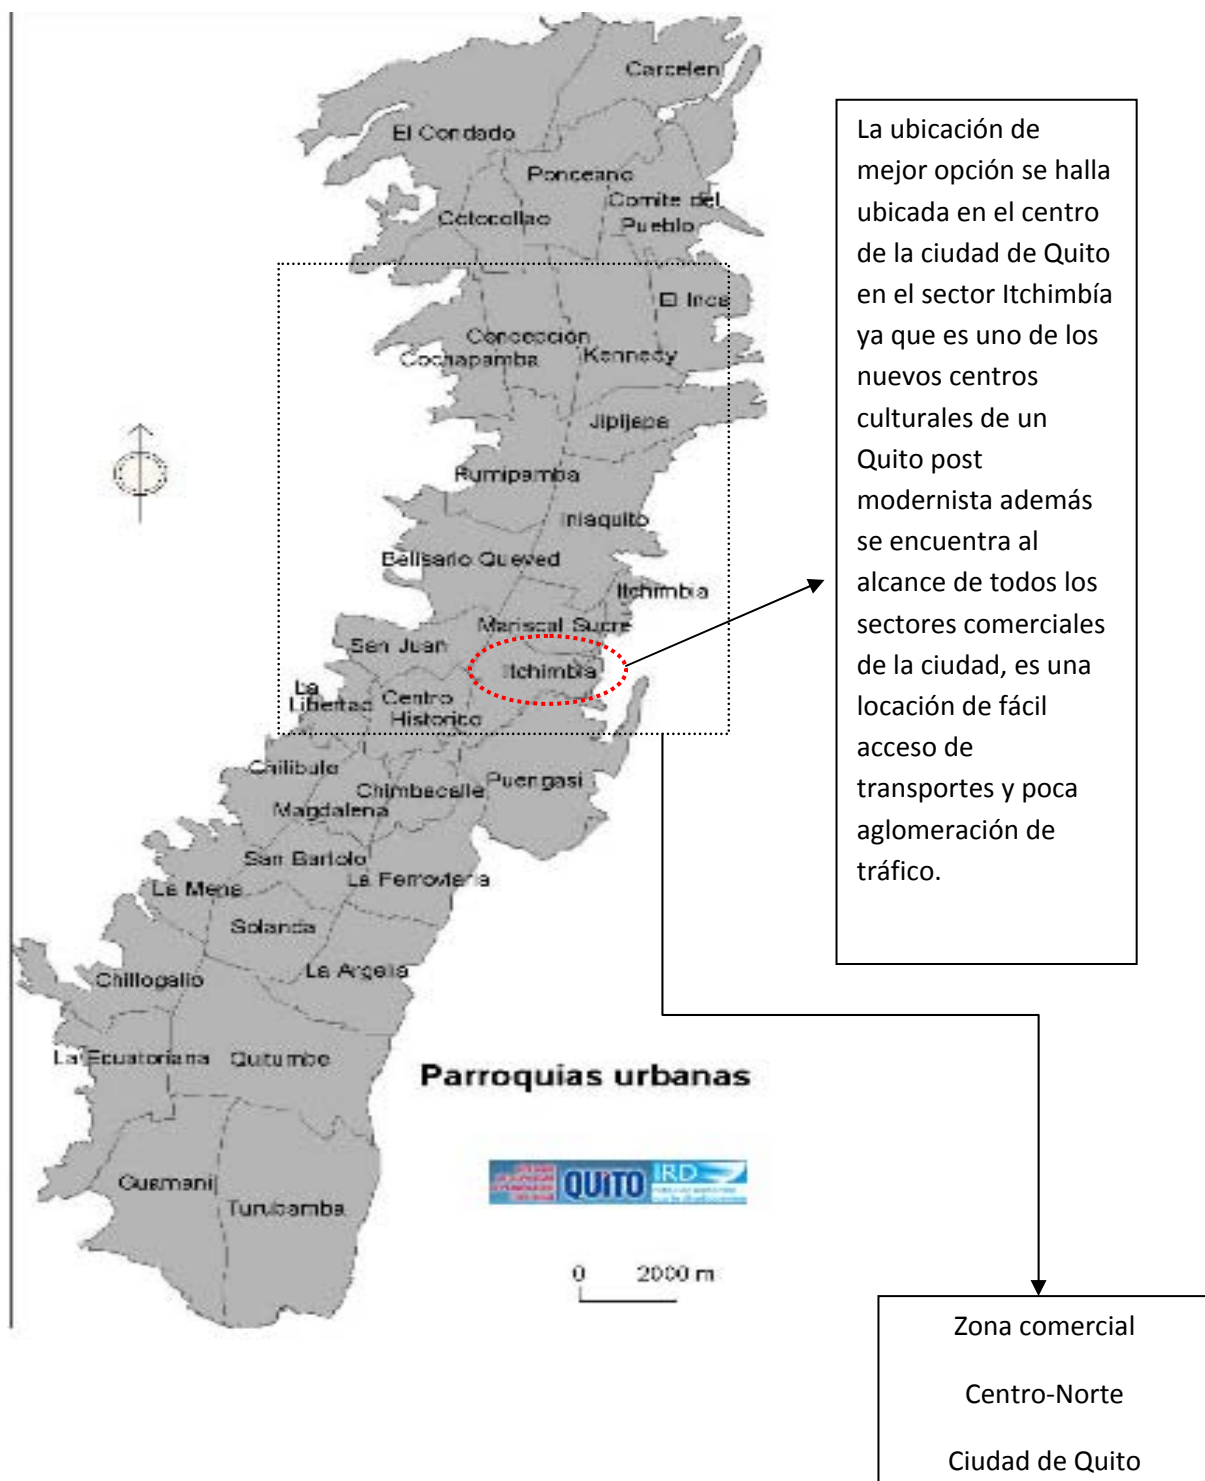 Carcelen
El Condado
Ponceano
Comite del
Pueblo
Cotocollao
El Inca
Concepción
Cochapamba
Kennedy
Jipijapa
Rumipamba
Iniaquito
Belisario Queved
Itchimbia
Mariscal Sucre
San Juan
Itchimbia
La
Libertad
Centro
Historico
Chilibulo
Chimbacalle
Puengasi
Magdalena
San Bartolo
La Ferroviaria
La Mena
Solanda
La Argelia
Chillogallo
La Ecuatoriana
Quitumbe
Guamani
Turubamba
Parroquias urbanas
QUITO
IRD
0 2000 m
La ubicación de
mejor opción se halla
ubicada en el centro
de la ciudad de Quito
en el sector Itchimbía
ya que es uno de los
nuevos centros
culturales de un
Quito post
modernista además
se encuentra al
alcance de todos los
sectores comerciales
de la ciudad, es una
locación de fácil
acceso de
transportes y poca
aglomeración de
tráfico.
Zona comercial
Centro-Norte
Ciudad de Quito